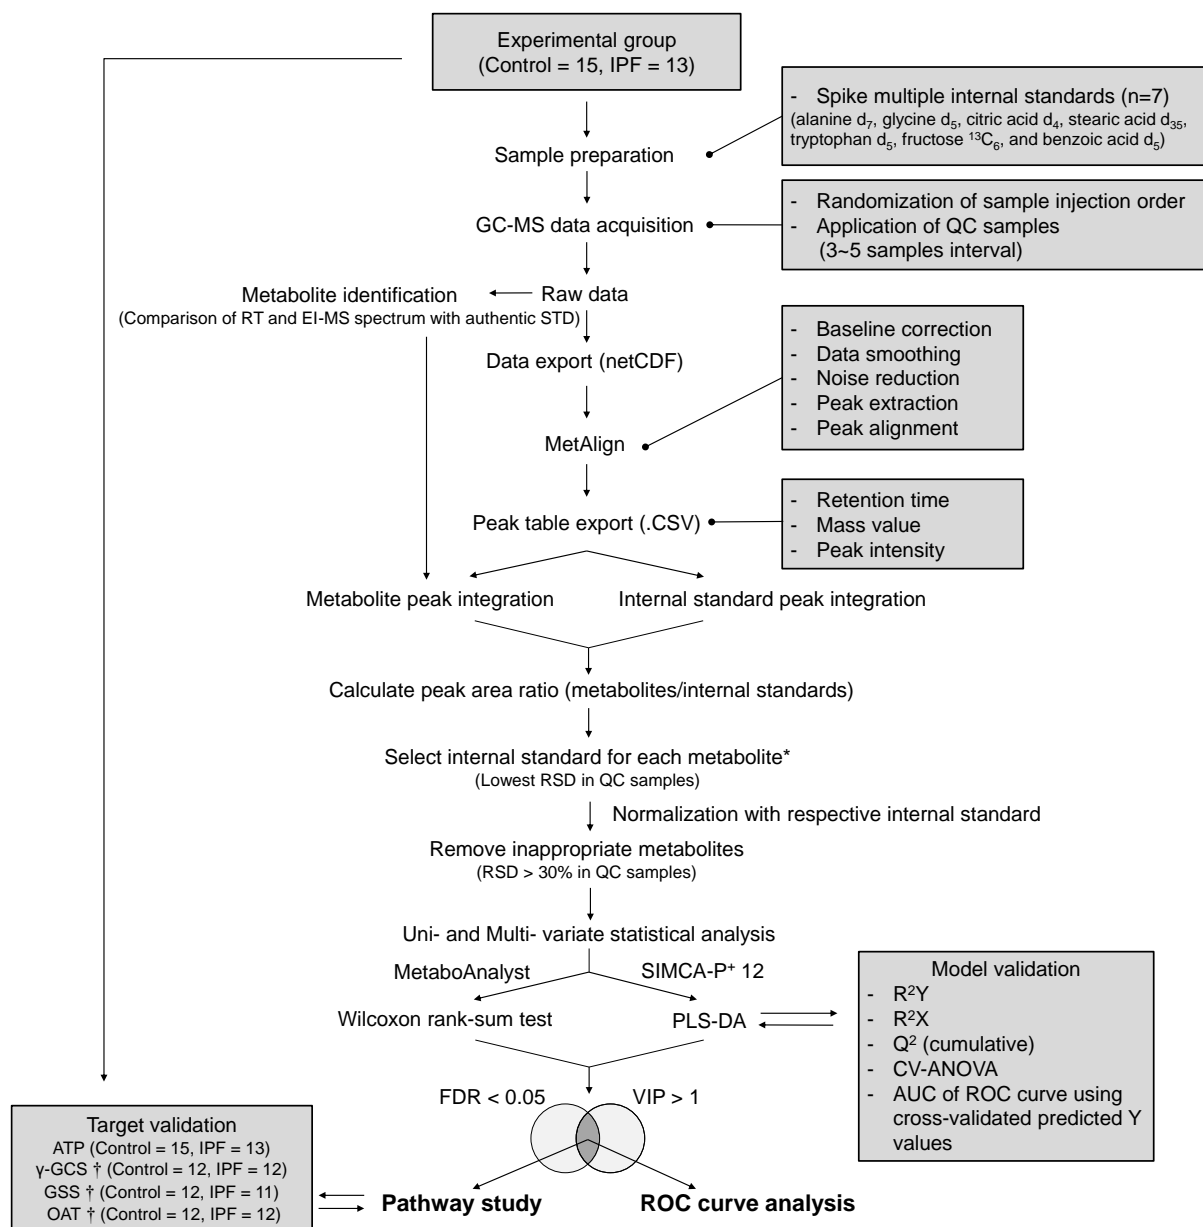 Experimental group
(Control = 15, IPF = 13)
- Spike multiple internal standards (n=7)
(alanine d₇, glycine d₅, citric acid d₄, stearic acid d₃₅,
tryptophan d₅, fructose ¹³C₆, and benzoic acid d₅)
Sample preparation
- Randomization of sample injection order
- Application of QC samples
(3~5 samples interval)
GC-MS data acquisition
Metabolite identification
(Comparison of RT and EI-MS spectrum with authentic STD)
Raw data
Data export (netCDF)
- Baseline correction
- Data smoothing
- Noise reduction
- Peak extraction
- Peak alignment
MetAlign
Peak table export (.CSV)
- Retention time
- Mass value
- Peak intensity
Metabolite peak integration
Internal standard peak integration
Calculate peak area ratio (metabolites/internal standards)
Select internal standard for each metabolite*
(Lowest RSD in QC samples)
Normalization with respective internal standard
Remove inappropriate metabolites
(RSD > 30% in QC samples)
Uni- and Multi- variate statistical analysis
MetaboAnalyst
SIMCA-P⁺ 12
Wilcoxon rank-sum test
PLS-DA
Model validation
- R²Y
- R²X
- Q² (cumulative)
- CV-ANOVA
- AUC of ROC curve using
cross-validated predicted Y
values
FDR < 0.05
VIP > 1
Target validation
ATP (Control = 15, IPF = 13)
γ-GCS † (Control = 12, IPF = 12)
GSS † (Control = 12, IPF = 11)
OAT † (Control = 12, IPF = 12)
Pathway study
ROC curve analysis